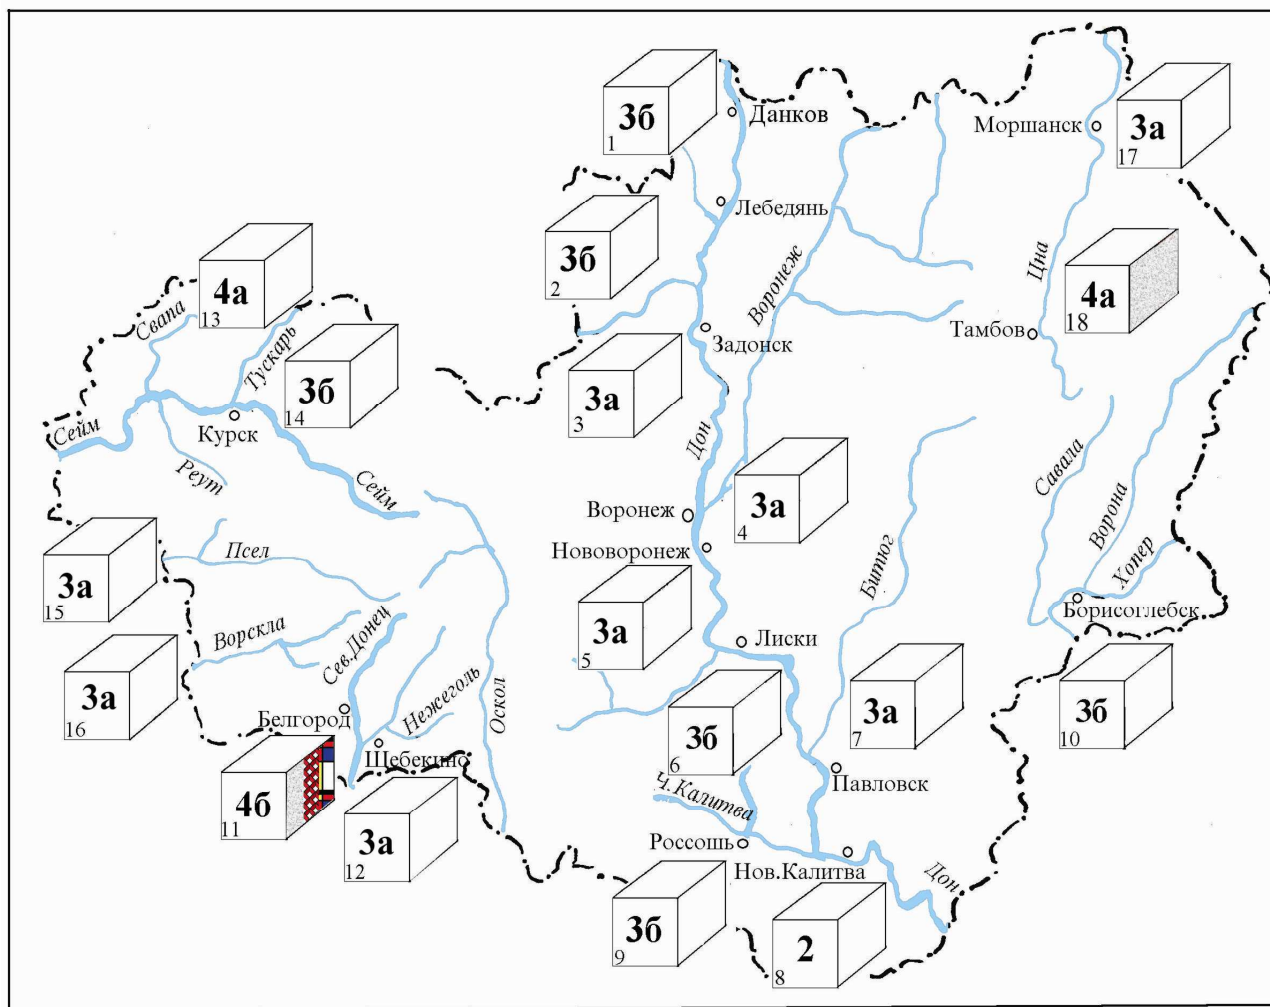 3б
1
Данков
Моршанск
3а
17
Лебедянь
3б
2
Воронеж
Цна
4а
13
Свапа
4а
18
Тускарь
Задонск
Тамбов
3б
14
3а
3
Сейм
Курск
Дон
Реут
Сейм
Савала
Ворона
3а
4
Воронеж
Нововоронеж
Битюг
Хопер
3а
15
Псел
Борисоглебск
3а
5
Ворскла
Сев.Донец
Лиски
3а
16
Нежеголь
Оскол
3б
6
3а
7
3б
10
Белгород
Щебекино
4б
11
Павловск
Ч.Калитва
3а
12
Россошь
Нов.Калитва
Дон
3б
9
2
8